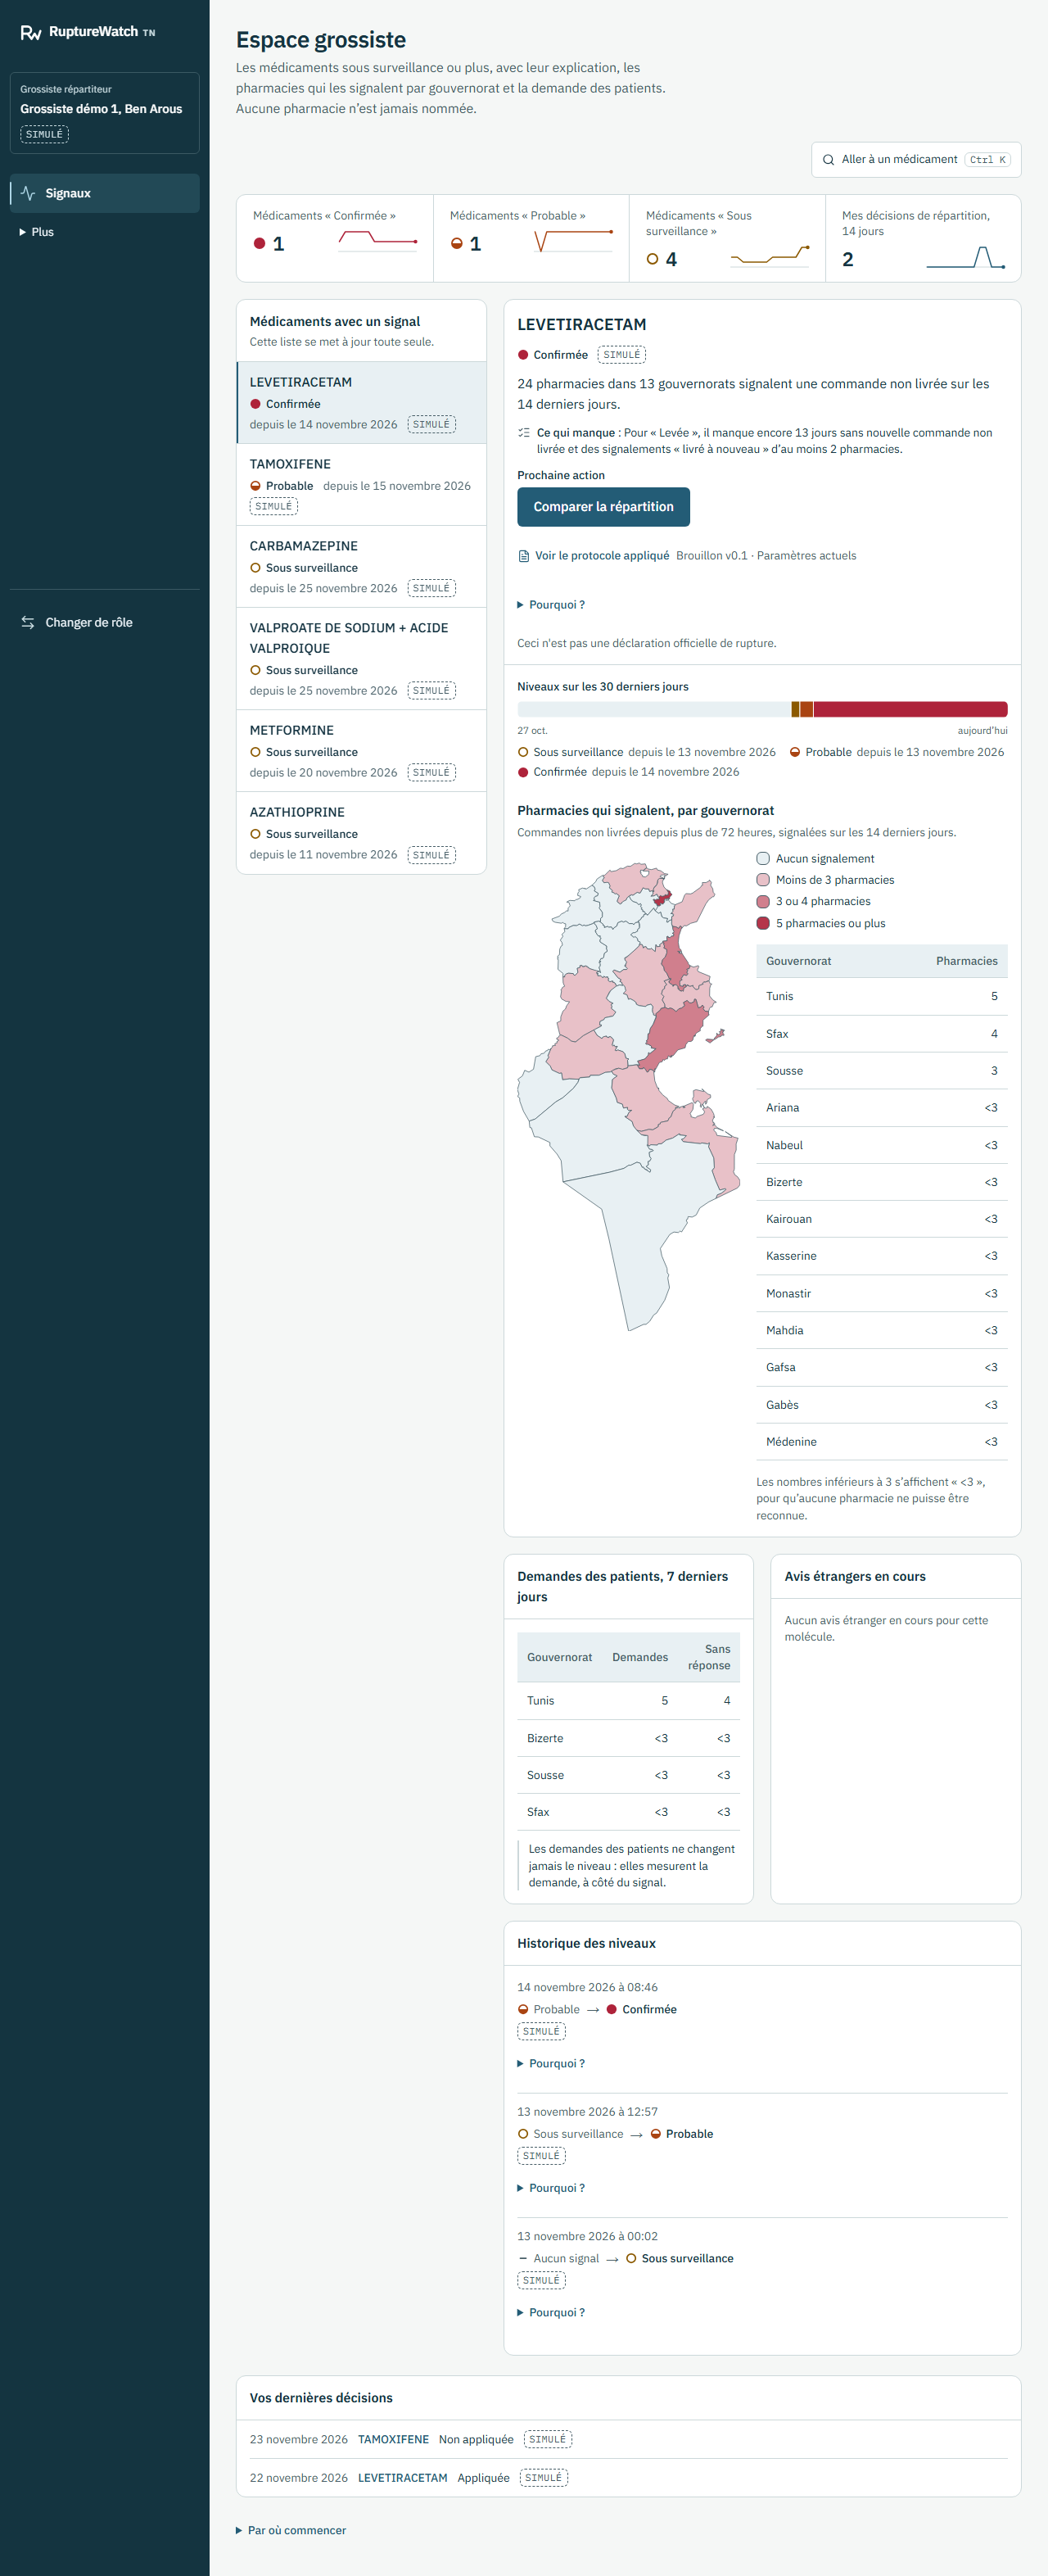 RuptureWatch TN
Grossiste répartiteur
Grossiste démo 1, Ben Arous
SIMULÉ
Signaux
Plus
Changer de rôle
Espace grossiste
Les médicaments sous surveillance ou plus, avec leur explication, les
pharmacies qui les signalent par gouvernorat et la demande des patients.
Aucune pharmacie n’est jamais nommée.
Aller à un médicament Ctrl K
Médicaments « Confirmée »
1
Médicaments « Probable »
1
Médicaments « Sous
surveillance »
4
Mes décisions de répartition,
14 jours
2
Médicaments avec un signal
Cette liste se met à jour toute seule.
LEVETIRACETAM
Confirmée
depuis le 14 novembre 2026 SIMULÉ
TAMOXIFENE
Probable depuis le 15 novembre 2026
SIMULÉ
CARBAMAZEPINE
Sous surveillance
depuis le 25 novembre 2026 SIMULÉ
VALPROATE DE SODIUM + ACIDE
VALPROIQUE
Sous surveillance
depuis le 25 novembre 2026 SIMULÉ
METFORMINE
Sous surveillance
depuis le 20 novembre 2026 SIMULÉ
AZATHIOPRINE
Sous surveillance
depuis le 11 novembre 2026 SIMULÉ
LEVETIRACETAM
Confirmée SIMULÉ
24 pharmacies dans 13 gouvernorats signalent une commande non livrée sur les
14 derniers jours.
Ce qui manque : Pour « Levée », il manque encore 13 jours sans nouvelle commande non
livrée et des signalements « livré à nouveau » d’au moins 2 pharmacies.
Prochaine action
Comparer la répartition
Voir le protocole appliqué Brouillon v0.1 · Paramètres actuels
Pourquoi ?
Ceci n'est pas une déclaration officielle de rupture.
Niveaux sur les 30 derniers jours
27 oct. aujourd’hui
Sous surveillance depuis le 13 novembre 2026 Probable depuis le 13 novembre 2026
Confirmée depuis le 14 novembre 2026
Pharmacies qui signalent, par gouvernorat
Commandes non livrées depuis plus de 72 heures, signalées sur les 14 derniers jours.
Aucun signalement
Moins de 3 pharmacies
3 ou 4 pharmacies
5 pharmacies ou plus
Gouvernorat Pharmacies
Tunis 5
Sfax 4
Sousse 3
Ariana <3
Nabeul <3
Bizerte <3
Kairouan <3
Kasserine <3
Monastir <3
Mahdia <3
Gafsa <3
Gabès <3
Médenine <3
Les nombres inférieurs à 3 s’affichent « <3 »,
pour qu’aucune pharmacie ne puisse être
reconnue.
Demandes des patients, 7 derniers
jours
Gouvernorat Demandes Sans
réponse
Tunis 5 4
Bizerte <3 <3
Sousse <3 <3
Sfax <3 <3
Les demandes des patients ne changent
jamais le niveau : elles mesurent la
demande, à côté du signal.
Avis étrangers en cours
Aucun avis étranger en cours pour cette
molécule.
Historique des niveaux
14 novembre 2026 à 08:46
Probable → Confirmée
SIMULÉ
Pourquoi ?
13 novembre 2026 à 12:57
Sous surveillance → Probable
SIMULÉ
Pourquoi ?
13 novembre 2026 à 00:02
– Aucun signal → Sous surveillance
SIMULÉ
Pourquoi ?
Vos dernières décisions
23 novembre 2026 TAMOXIFENE Non appliquée SIMULÉ
22 novembre 2026 LEVETIRACETAM Appliquée SIMULÉ
Par où commencer